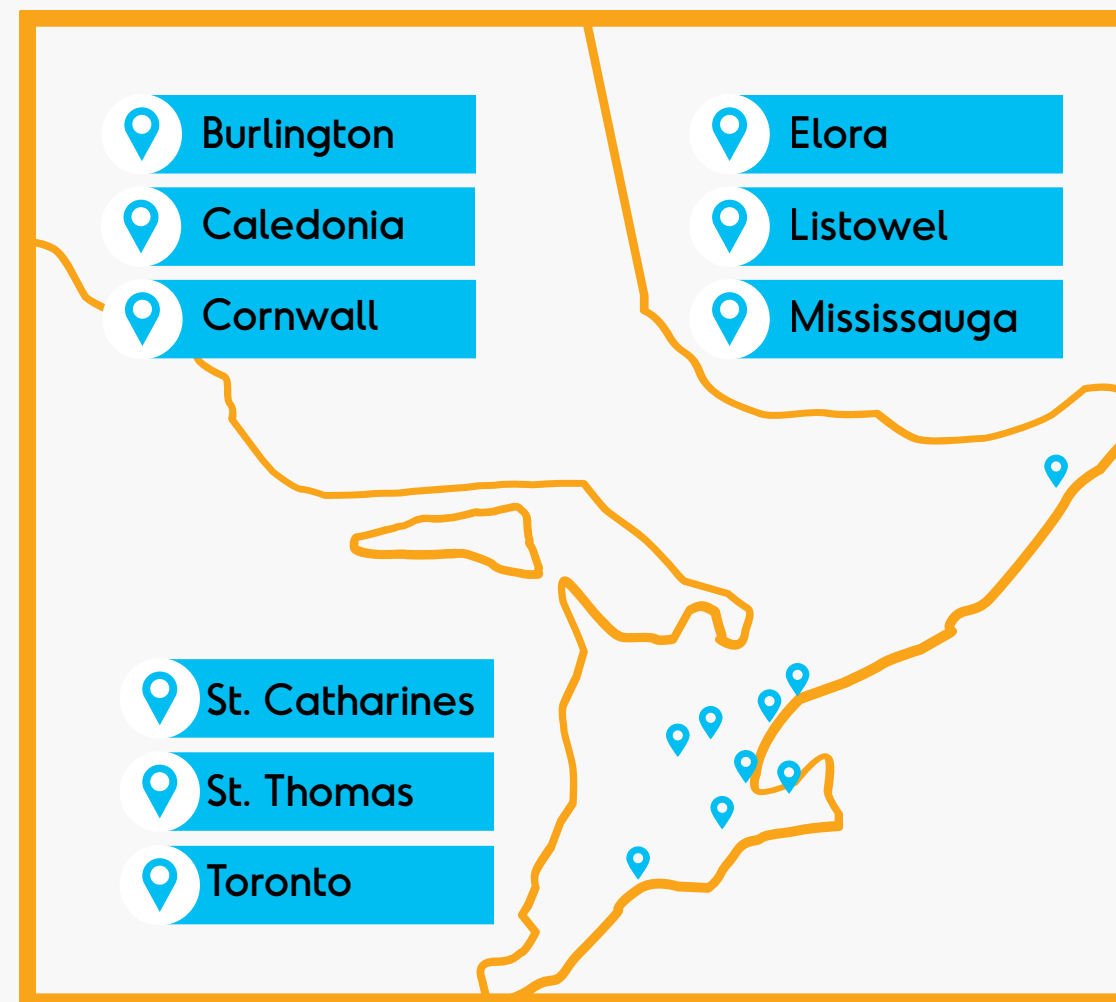 Burlington
Caledonia
Cornwall
Elora
Listowel
Mississauga
St. Catharines
St. Thomas
Toronto